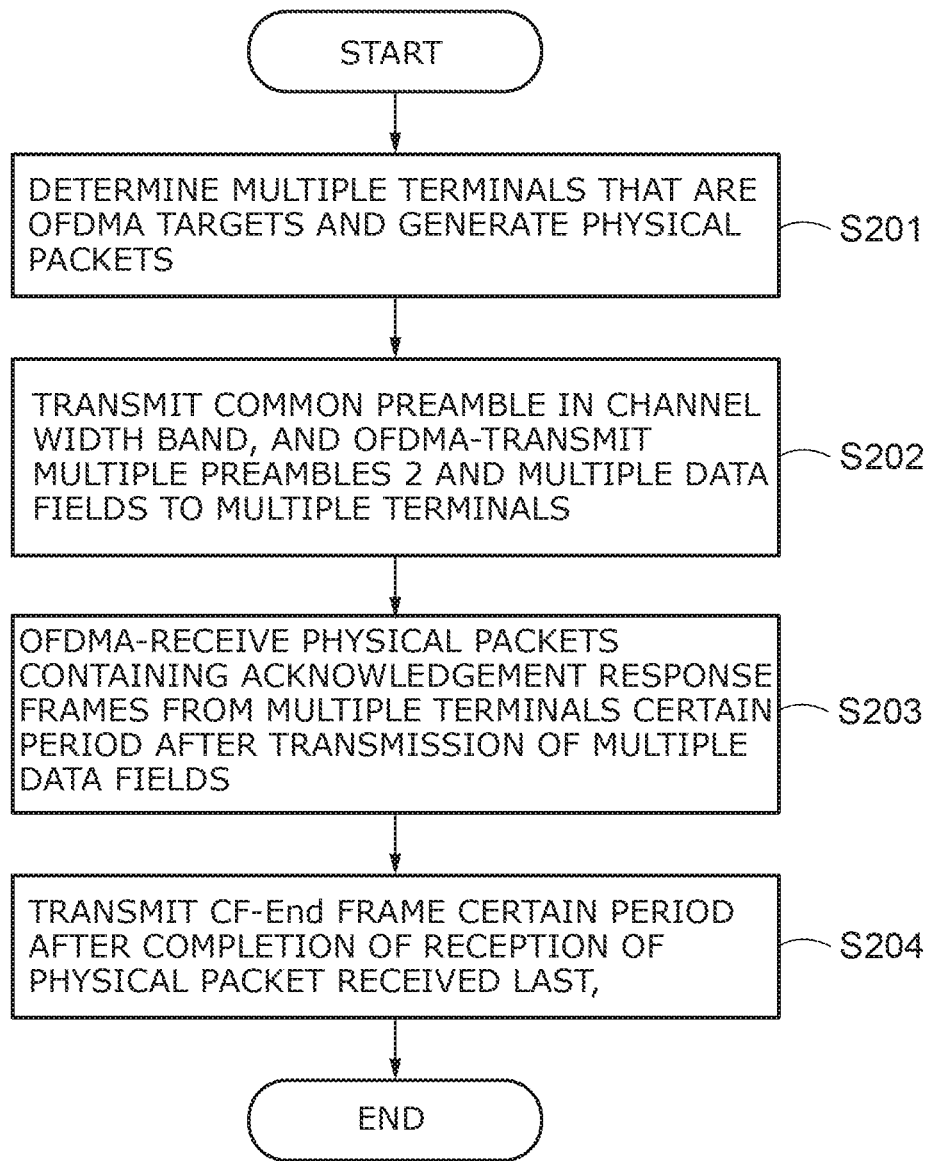 START
DETERMINE MULTIPLE TERMINALS THAT ARE
OFDMA TARGETS AND GENERATE PHYSICAL
PACKETS
S201
TRANSMIT COMMON PREAMBLE IN CHANNEL
WIDTH BAND, AND OFDMA-TRANSMIT
MULTIPLE PREAMBLES 2 AND MULTIPLE DATA
FIELDS TO MULTIPLE TERMINALS
S202
OFDMA-RECEIVE PHYSICAL PACKETS
CONTAINING ACKNOWLEDGEMENT RESPONSE
FRAMES FROM MULTIPLE TERMINALS CERTAIN
PERIOD AFTER TRANSMISSION OF MULTIPLE
DATA FIELDS
S203
TRANSMIT CF-End FRAME CERTAIN PERIOD
AFTER COMPLETION OF RECEPTION OF
PHYSICAL PACKET RECEIVED LAST,
S204
END